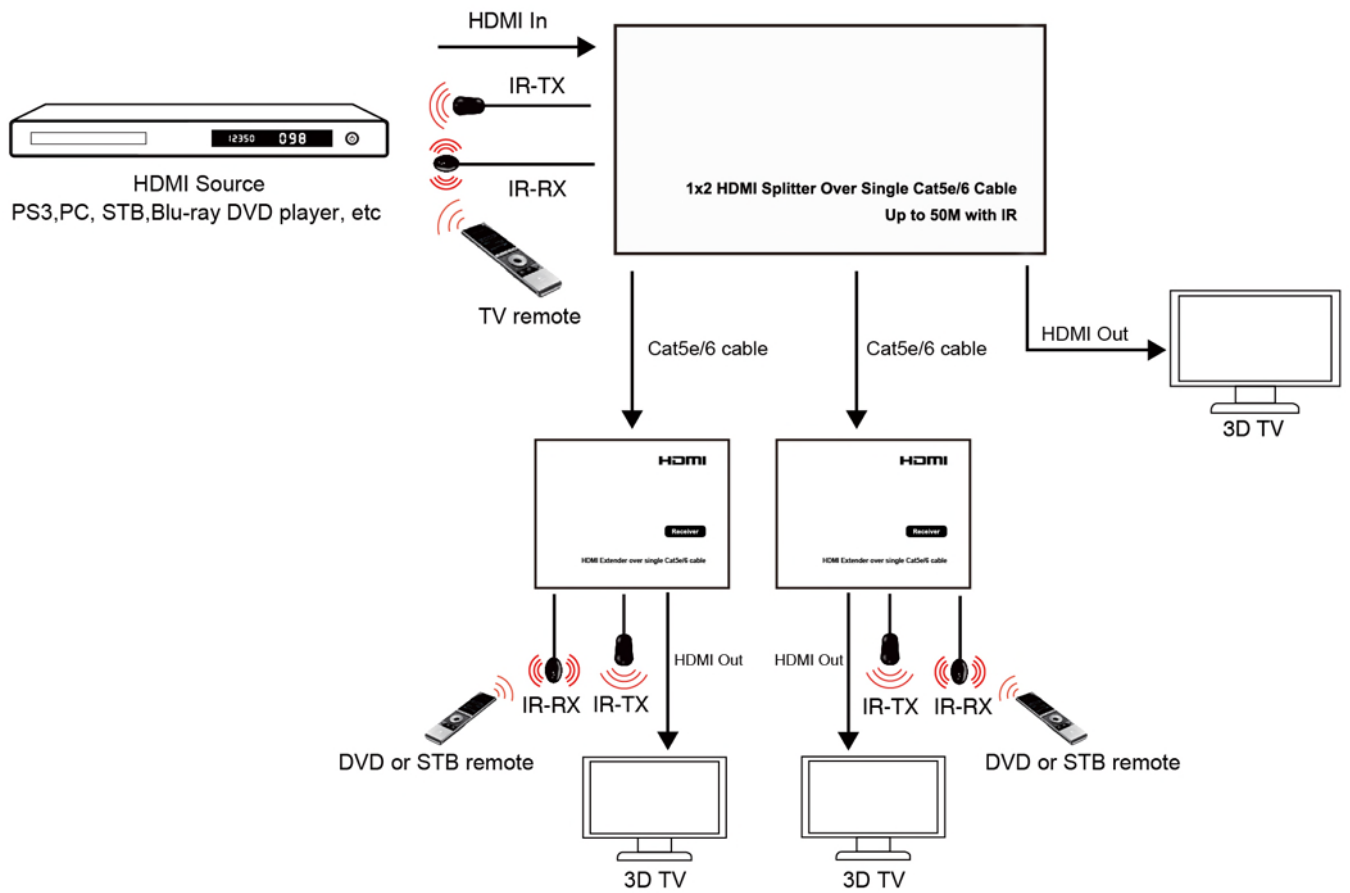 HDMI In
IR-TX
12350 098
HDMI Source
PS3,PC, STB,Blu-ray DVD player, etc
IR-RX
TV remote
1x2 HDMI Splitter Over Single Cat5e/6 Cable
Up to 50M with IR
Cat5e/6 cable
Cat5e/6 cable
HDMI Out
3D TV
HDMI
Receiver
HDMI Extender over single Cat5e/6 cable
HDMI
Receiver
HDMI Extender over single Cat5e/6 cable
IR-RX
IR-TX
HDMI Out
HDMI Out
IR-TX
IR-RX
DVD or STB remote
DVD or STB remote
3D TV
3D TV